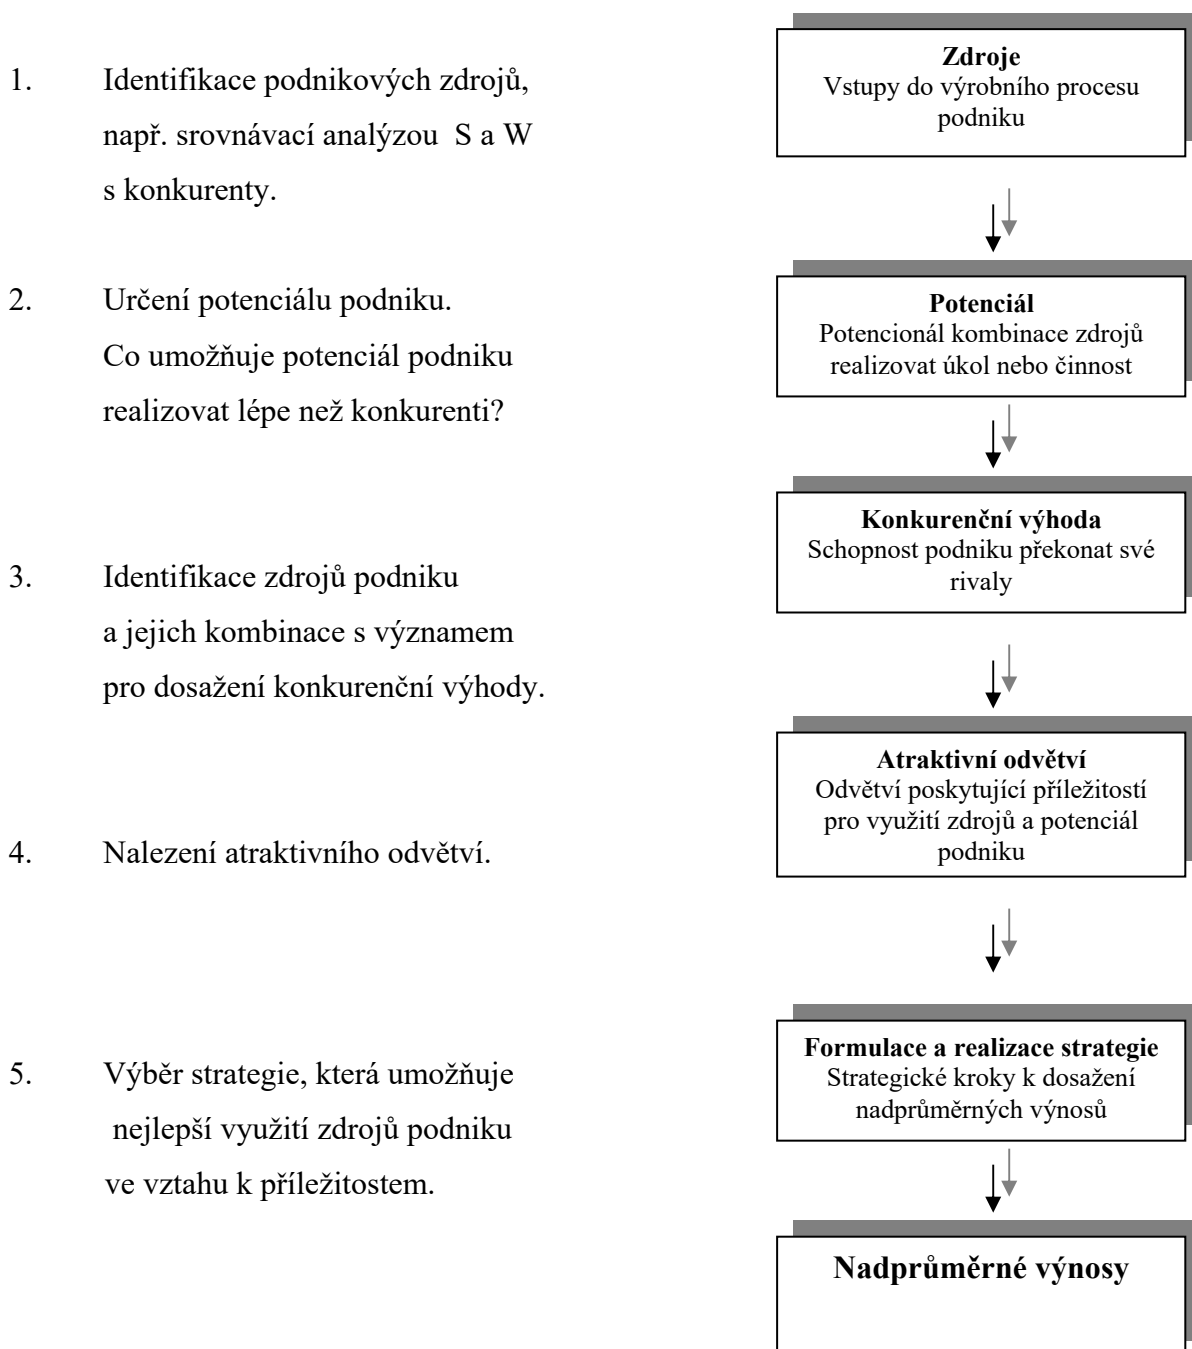 1. Identifikace podnikových zdrojů,
např. srovnávací analýzou S a W
s konkurenty.
2. Určení potenciálu podniku.
Co umožňuje potenciál podniku
realizovat lépe než konkurenti?
3. Identifikace zdrojů podniku
a jejich kombinace s významem
pro dosažení konkurenční výhody.
4. Nalezení atraktivního odvětví.
5. Výběr strategie, která umožňuje
nejlepší využití zdrojů podniku
ve vztahu k příležitostem.
Zdroje
Vstupy do výrobního procesu
podniku
Potenciál
Potencionál kombinace zdrojů
realizovat úkol nebo činnost
Konkurenční výhoda
Schopnost podniku překonat své
rivaly
Atraktivní odvětví
Odvětví poskytující příležitostí
pro využití zdrojů a potenciál
podniku
Formulace a realizace strategie
Strategické kroky k dosažení
nadprůměrných výnosů
Nadprůměrné výnosy